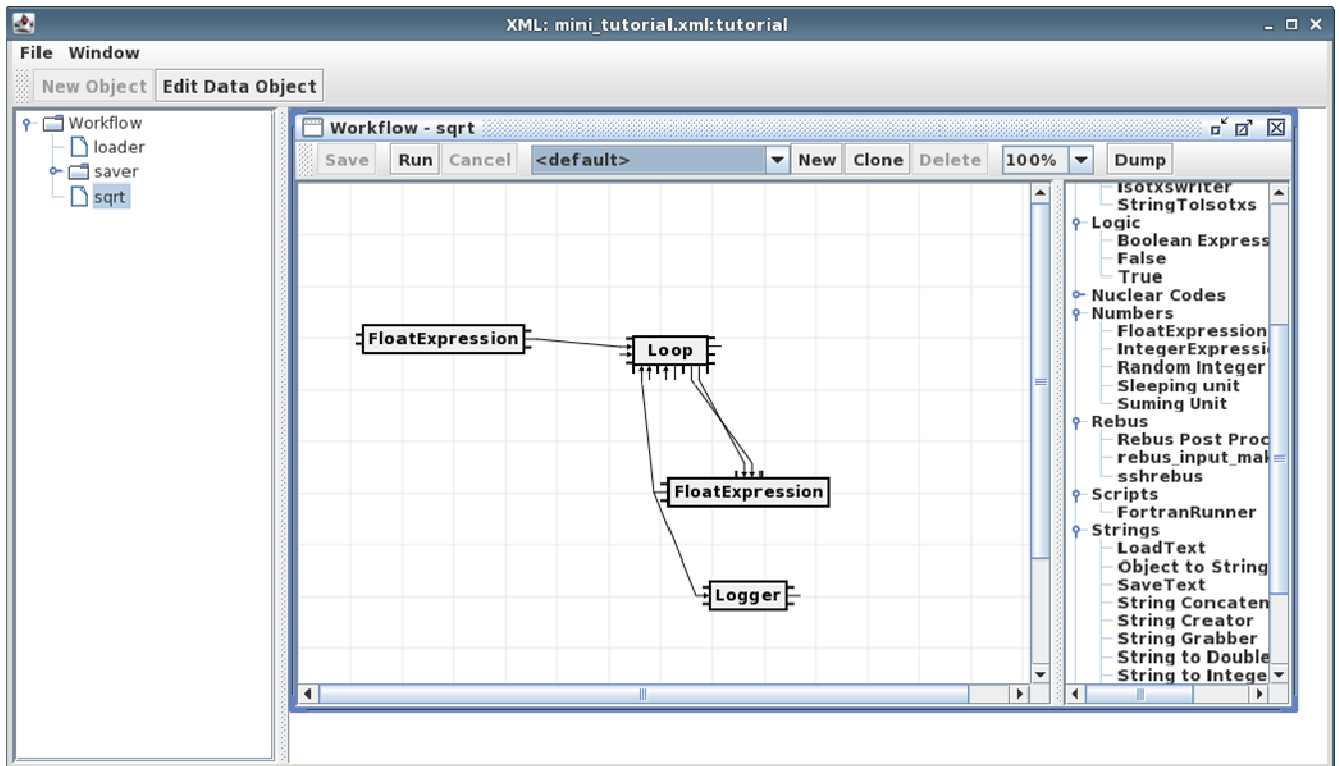 XML: mini_tutorial.xml:tutorial
File Window
New Object Edit Data Object
Workflow
loader
saver
sqrt
Workflow - sqrt
Save Run Cancel <default> New Clone Delete 100% Dump
FloatExpression
Loop
FloatExpression
Logger
Isotxswriter
StringToIsotxs
Logic
Boolean Express
False
True
Nuclear Codes
Numbers
FloatExpression
IntegerExpressi
Random Integer
Sleeping unit
Suming Unit
Rebus
Rebus Post Proc
rebus_input_mak
sshrebus
Scripts
FortranRunner
Strings
LoadText
Object to String
SaveText
String Concaten
String Creator
String Grabber
String to Double
String to Intege